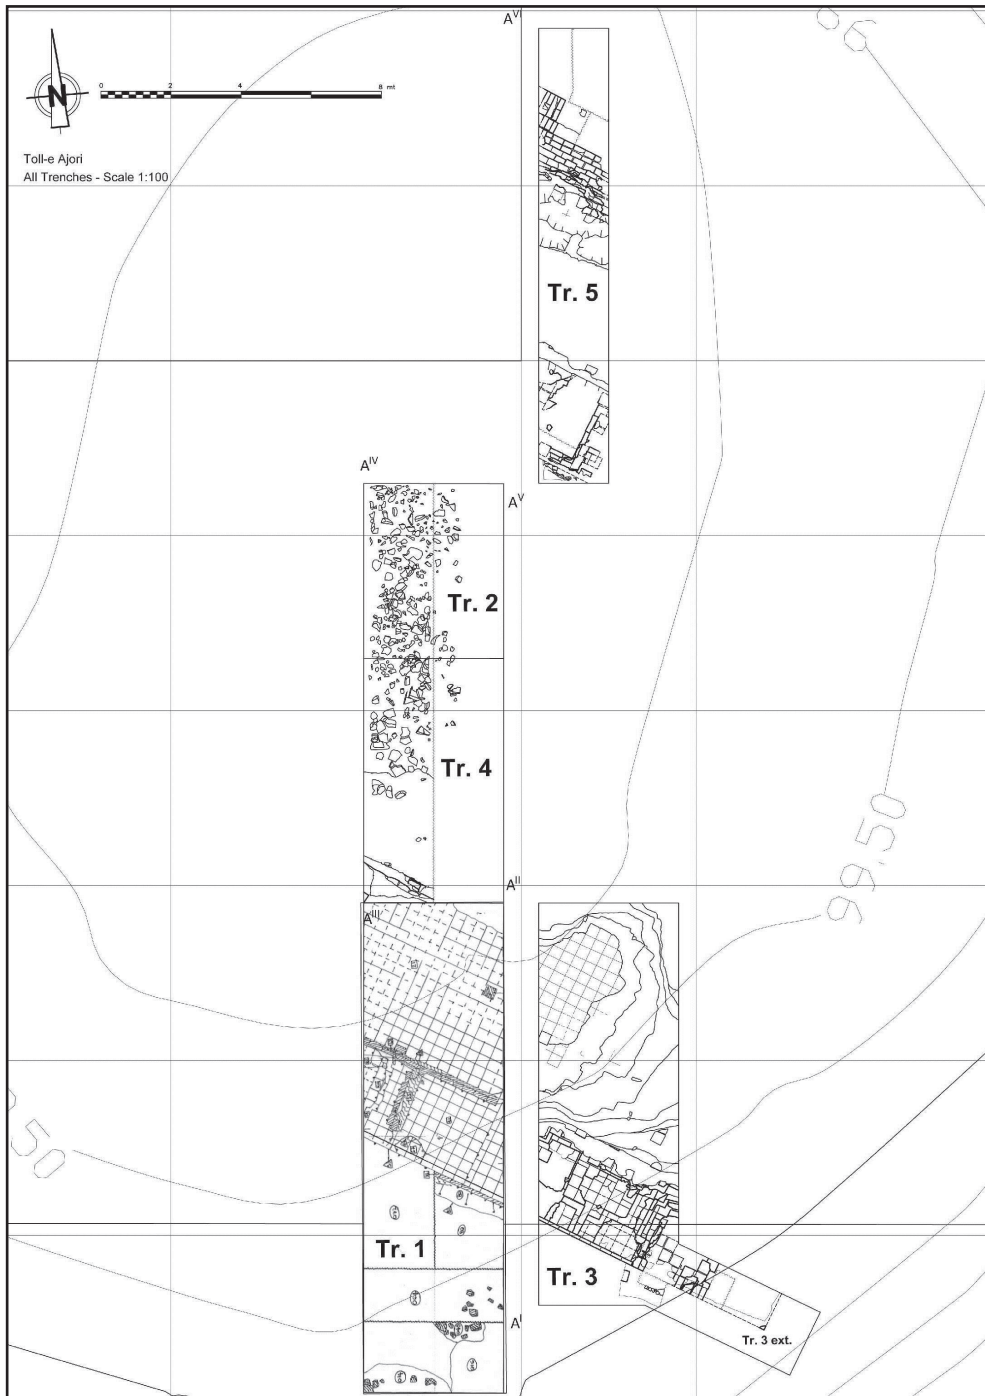 A^VI
96
N
0 2 4 8 mt
Toll-e Ajori
All Trenches - Scale 1:100
Tr. 5
A^IV
A^V
Tr. 2
Tr. 4
99.50
A^II
A^III
.50
Tr. 1
Tr. 3
A^I
Tr. 3 ext.